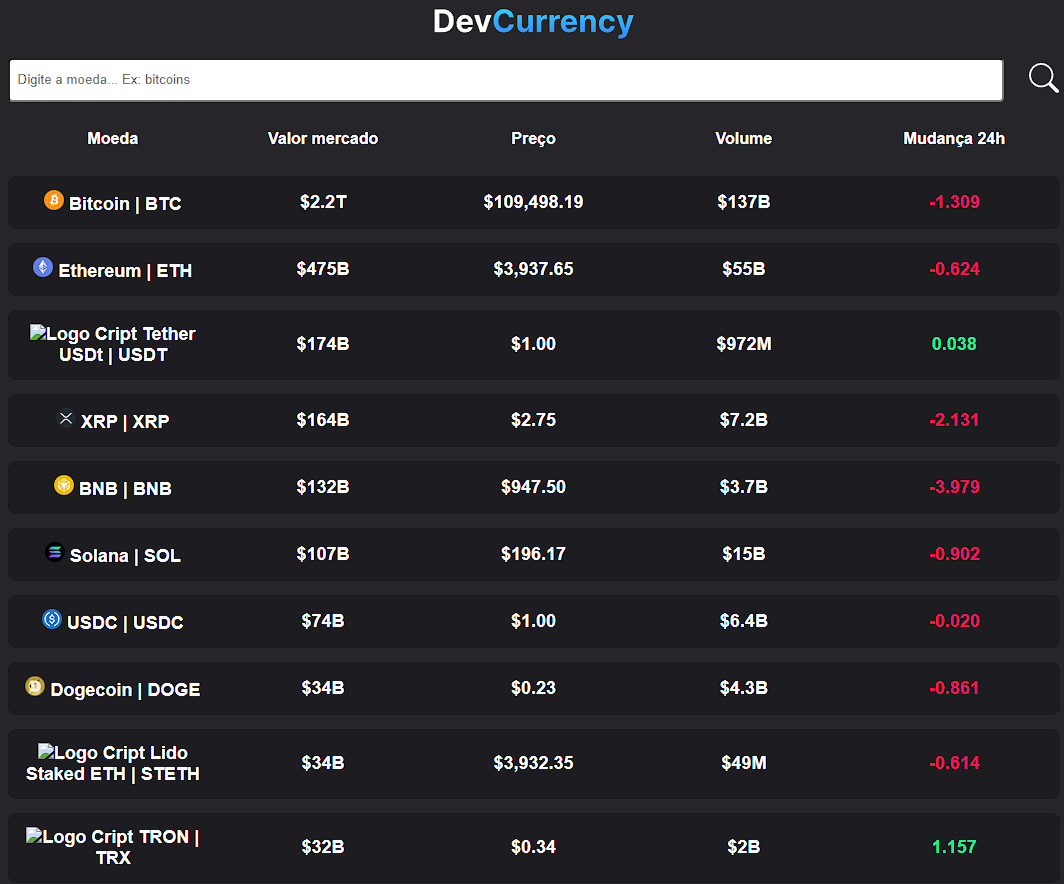 DevCurrency
Digite a moeda... Ex: bitcoins
Moeda Valor mercado Preço Volume Mudança 24h
Bitcoin | BTC $2.2T $109,498.19 $137B -1.309
Ethereum | ETH $475B $3,937.65 $55B -0.624
Logo Cript Tether
USDt | USDT $174B $1.00 $972M 0.038
XRP | XRP $164B $2.75 $7.2B -2.131
BNB | BNB $132B $947.50 $3.7B -3.979
Solana | SOL $107B $196.17 $15B -0.902
USDC | USDC $74B $1.00 $6.4B -0.020
Dogecoin | DOGE $34B $0.23 $4.3B -0.861
Logo Cript Lido
Staked ETH | STETH $34B $3,932.35 $49M -0.614
Logo Cript TRON |
TRX $32B $0.34 $2B 1.157